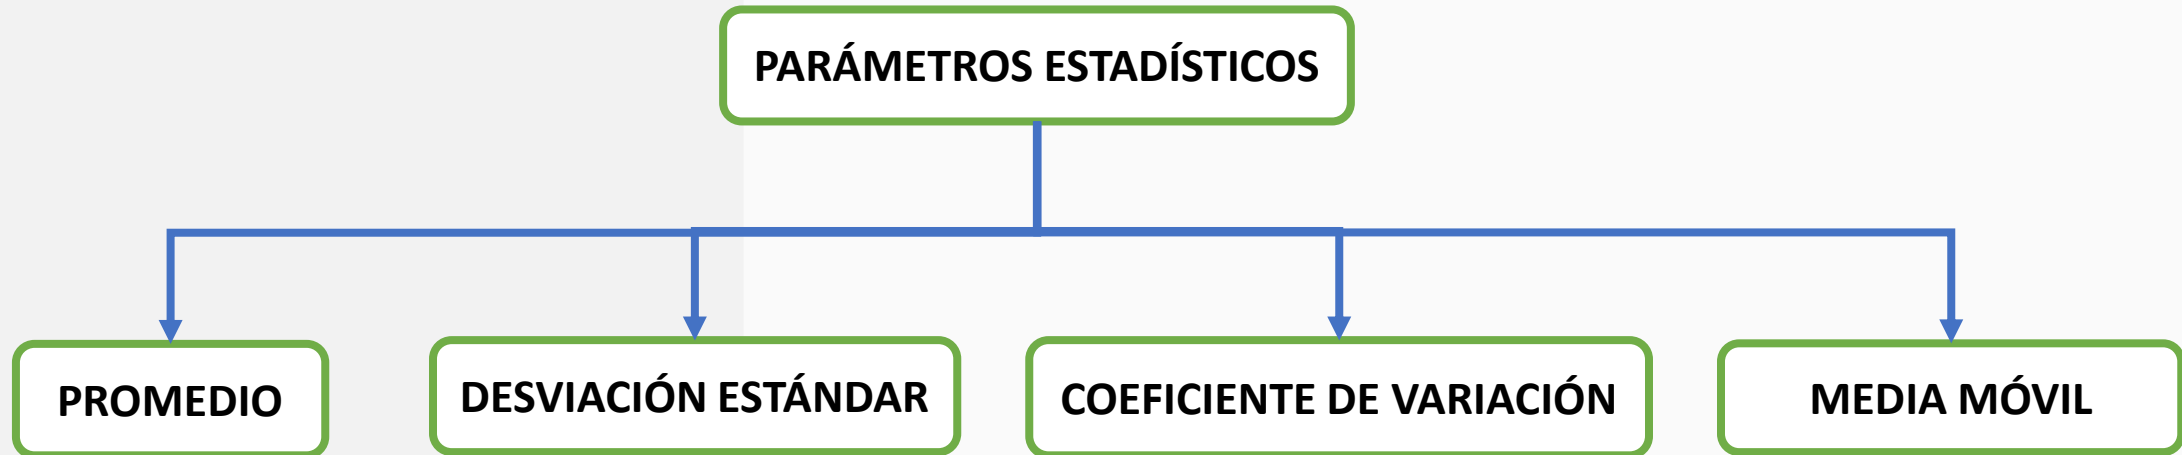 PARÁMETROS ESTADÍSTICOS
PROMEDIO
DESVIACIÓN ESTÁNDAR
COEFICIENTE DE VARIACIÓN
MEDIA MÓVIL